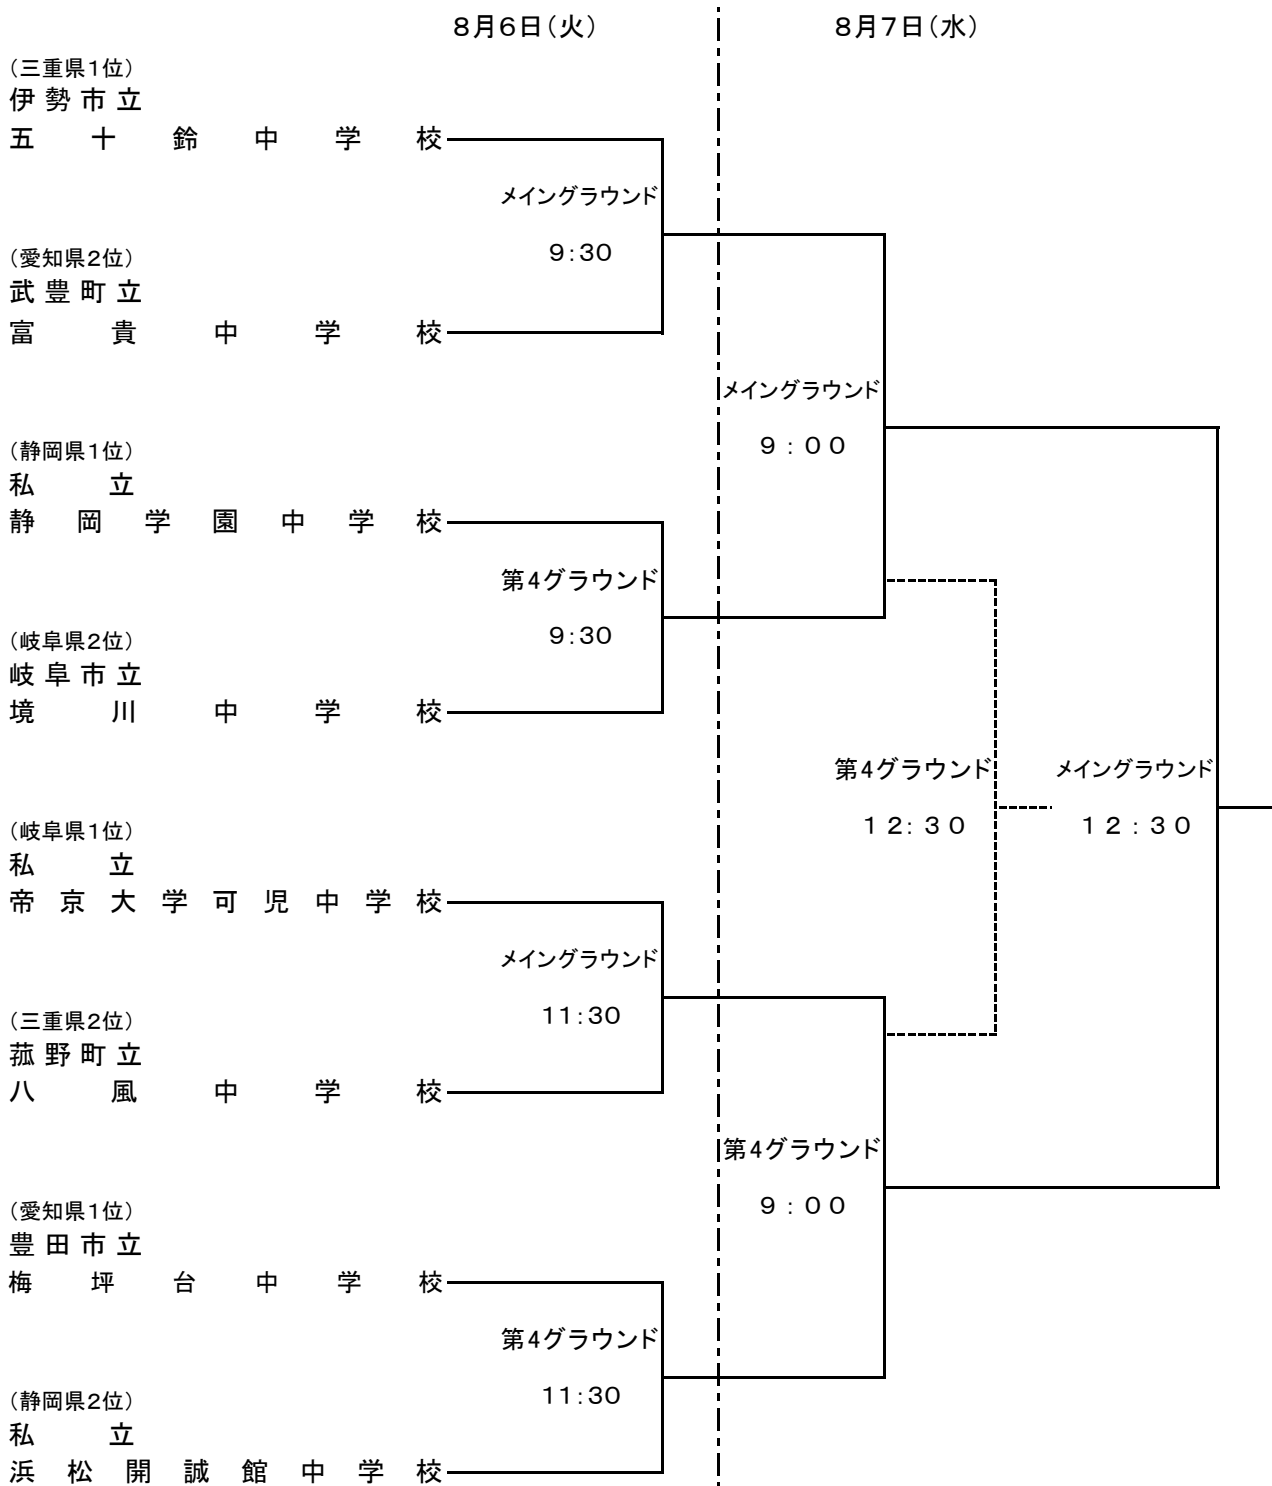 8月6日(火)
8月7日(水)
(三重県1位)
伊勢市立
五十鈴中学校
メイングラウンド
9:30
(愛知県2位)
武豊町立
富貴中学校
メイングラウンド
9:00
(静岡県1位)
私立
静岡学園中学校
第4グラウンド
9:30
(岐阜県2位)
岐阜市立
境川中学校
第4グラウンド
12:30
メイングラウンド
12:30
(岐阜県1位)
私立
帝京大学可児中学校
メイングラウンド
11:30
(三重県2位)
菰野町立
八風中学校
第4グラウンド
9:00
(愛知県1位)
豊田市立
梅坪台中学校
第4グラウンド
11:30
(静岡県2位)
私立
浜松開誠館中学校